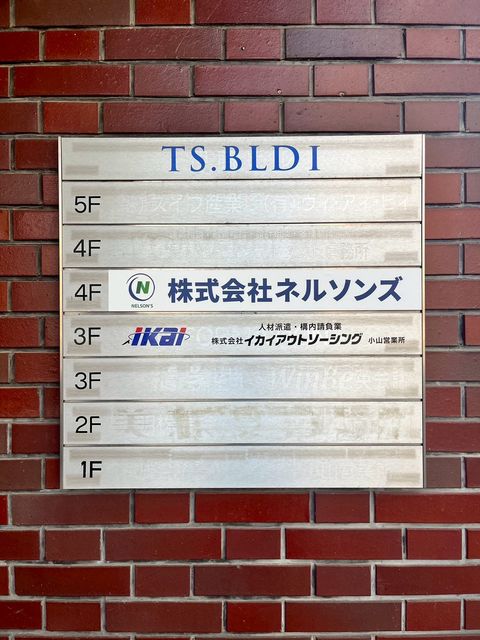 TS.BLD I
5F
4F
4F N NELSON'S 株式会社ネルソンズ
3F iKai 人材派遣・構内請負業
株式会社イカイアウトソーシング 小山営業所
3F
2F
1F